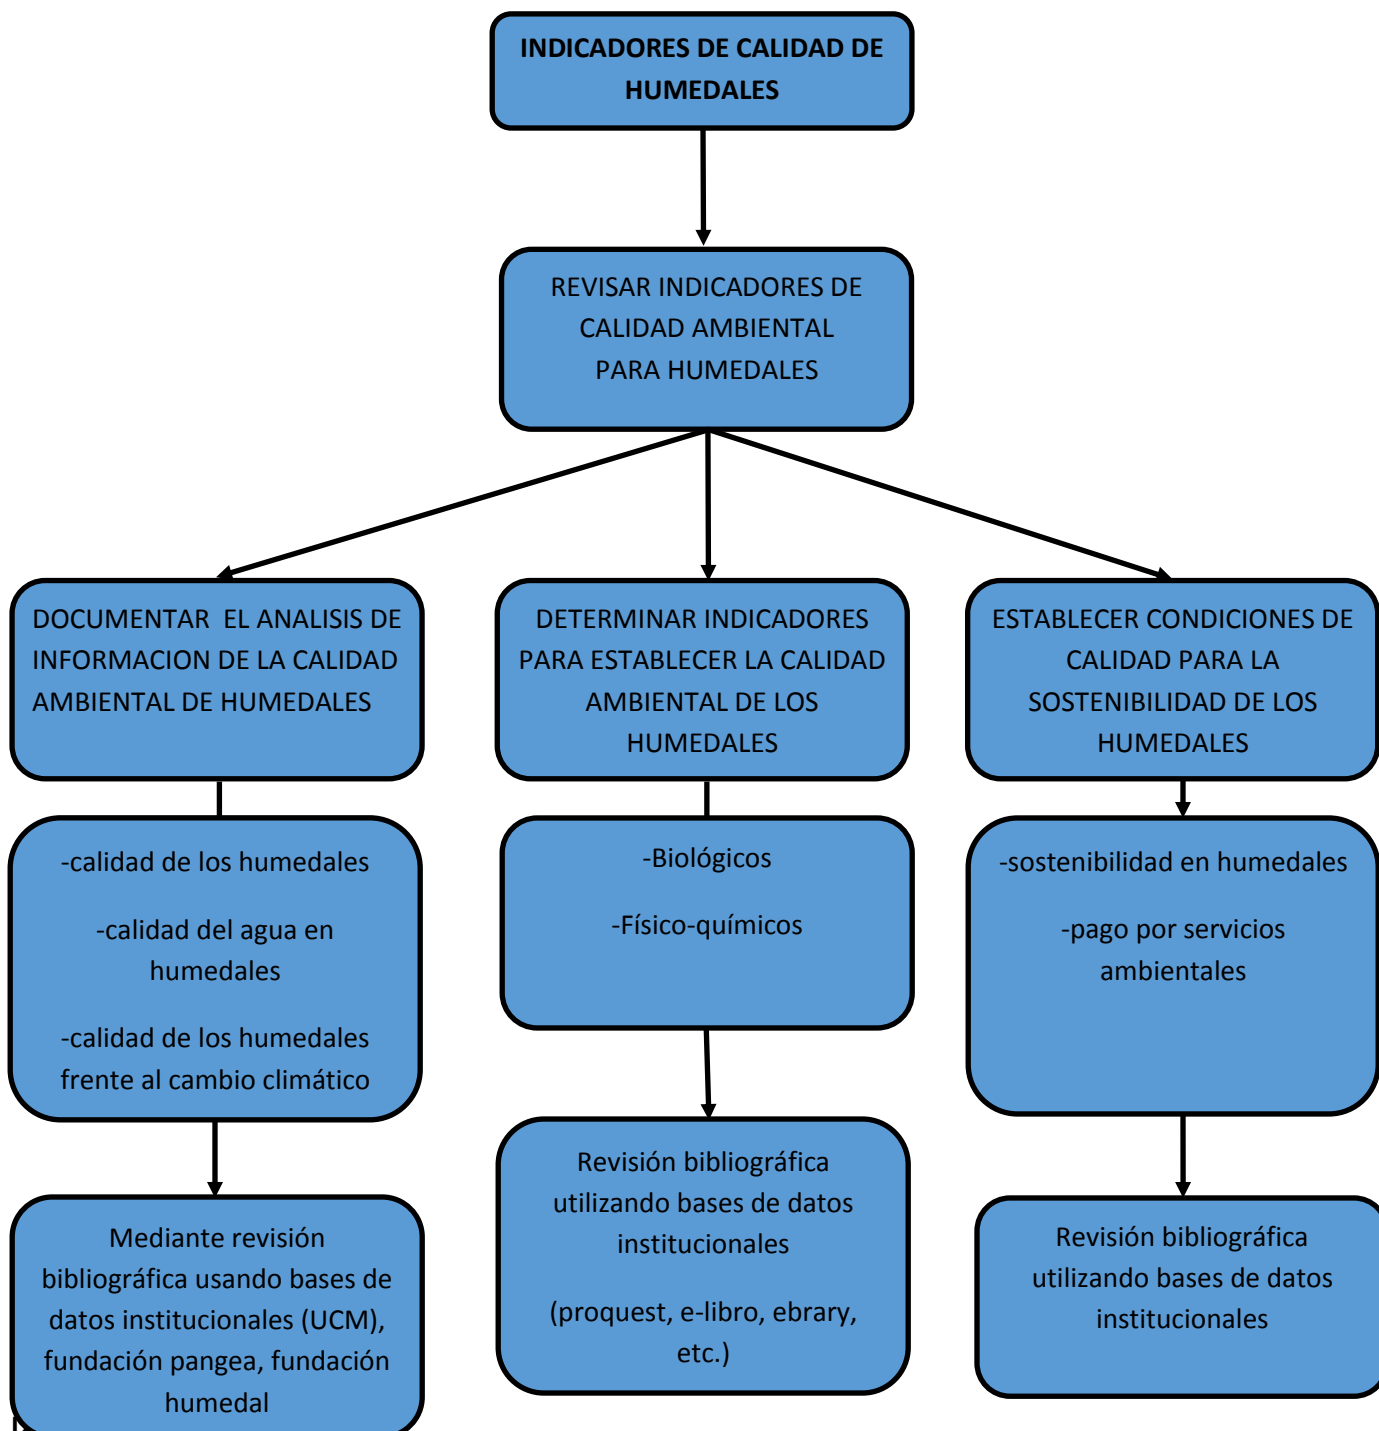 INDICADORES DE CALIDAD DE
HUMEDALES
REVISAR INDICADORES DE
CALIDAD AMBIENTAL
PARA HUMEDALES
DOCUMENTAR  EL ANALISIS DE
INFORMACION DE LA CALIDAD
AMBIENTAL DE HUMEDALES
DETERMINAR INDICADORES
PARA ESTABLECER LA CALIDAD
AMBIENTAL DE LOS
HUMEDALES
ESTABLECER CONDICIONES DE
CALIDAD PARA LA
SOSTENIBILIDAD DE LOS
HUMEDALES
-calidad de los humedales
-calidad del agua en
humedales
-calidad de los humedales
frente al cambio climático
-Biológicos
-Físico-químicos
-sostenibilidad en humedales
-pago por servicios
ambientales
Mediante revisión
bibliográfica usando bases de
datos institucionales (UCM),
fundación pangea, fundación
humedal
Revisión bibliográfica
utilizando bases de datos
institucionales
(proquest, e-libro, ebrary,
etc.)
Revisión bibliográfica
utilizando bases de datos
institucionales